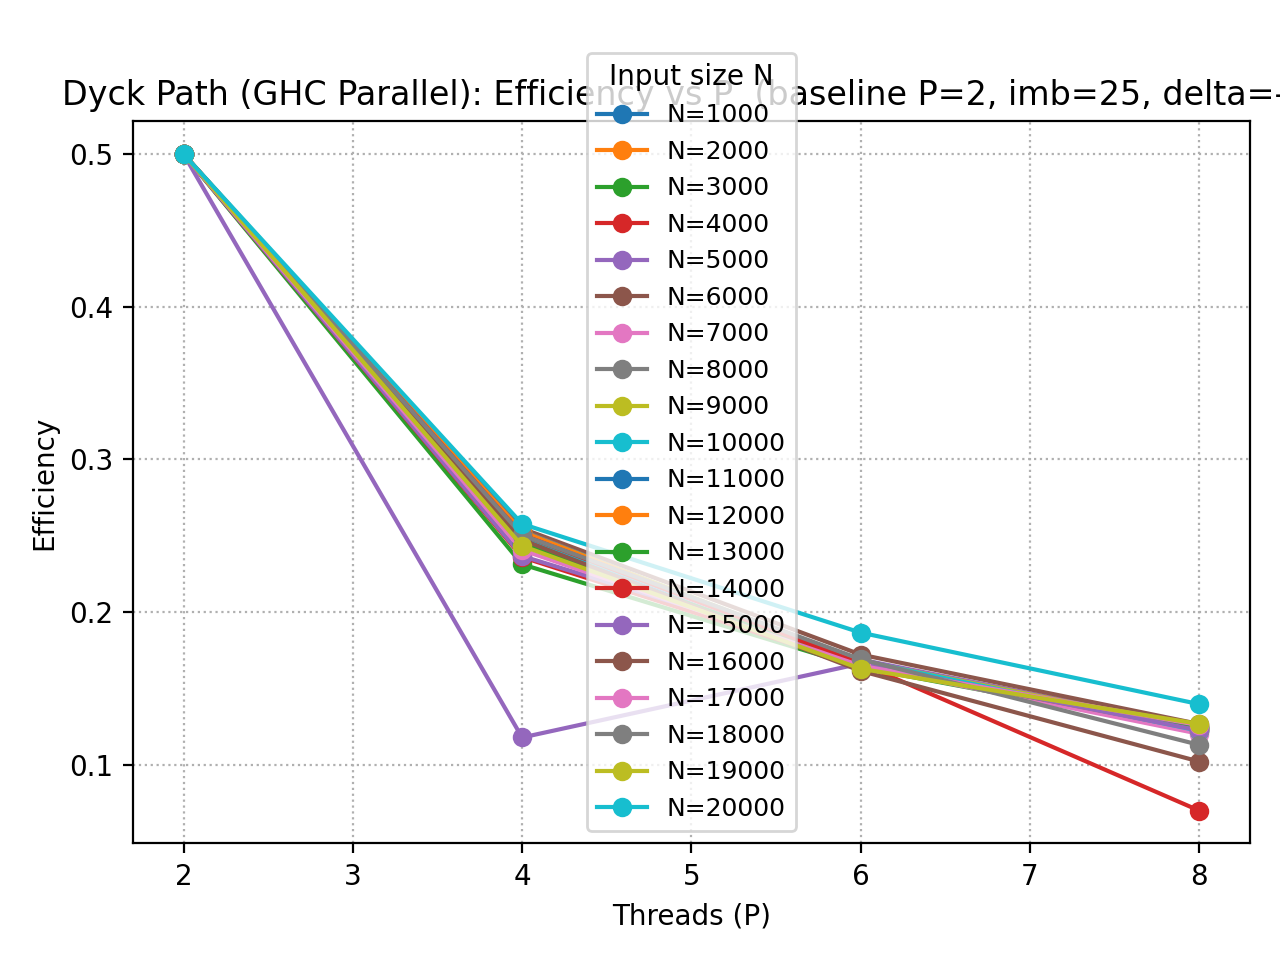 Dyck Path (GHC Parallel): Efficiency vs P (baseline P=2, imb=25, delta=-
Input size N
N=1000
N=2000
N=3000
N=4000
N=5000
N=6000
N=7000
N=8000
N=9000
N=10000
N=11000
N=12000
N=13000
N=14000
N=15000
N=16000
N=17000
N=18000
N=19000
N=20000
Efficiency
0.5
0.4
0.3
0.2
0.1
2 3 4 5 6 7 8
Threads (P)